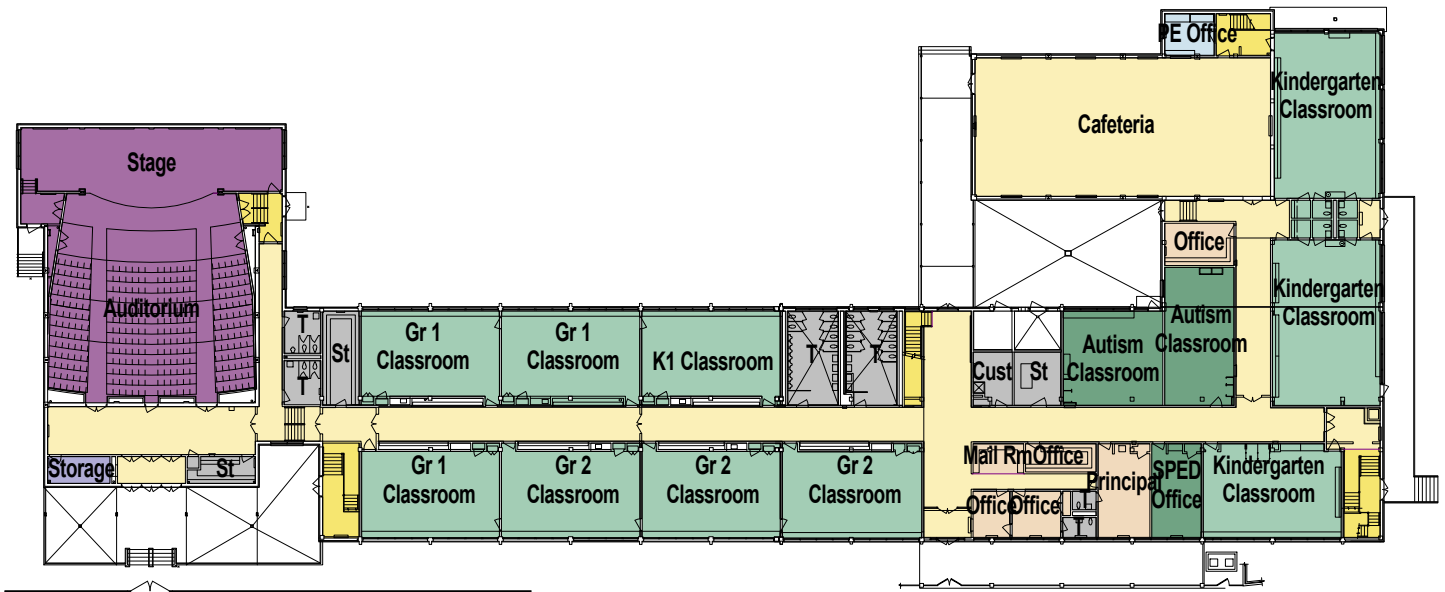 PE Office
Kindergarten
Classroom
Cafeteria
Stage
Office
Auditorium
Kindergarten
Classroom
T
St
Gr 1
Classroom
Gr 1
Classroom
K1 Classroom
T
T
Autism
Classroom
Autism
Classroom
T
Cust
St
Storage
St
Gr 1
Classroom
Gr 2
Classroom
Gr 2
Classroom
Gr 2
Classroom
Mail Rm
Office
Principal
SPED
Office
Kindergarten
Classroom
Office
Office
T
T